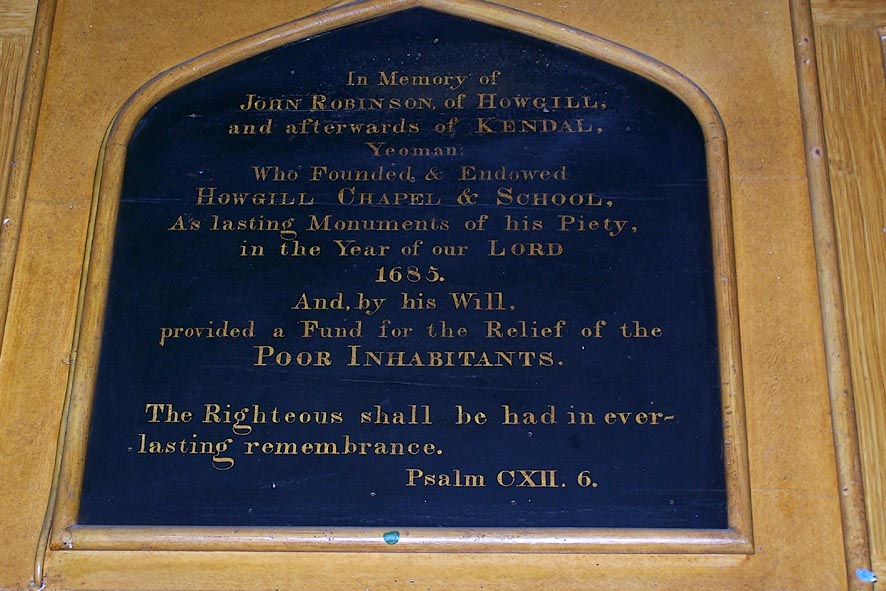 In Memory of
JOHN ROBINSON, of HOWGILL,
and afterwards of KENDAL,
Yeoman;
Who Founded & Endowed
HOWGILL CHAPEL & SCHOOL,
As lasting Monuments of his Piety,
in the Year of our LORD
1685.
And, by his Will,
provided a Fund for the Relief of the
POOR INHABITANTS.
The Righteous shall be had in ever-
lasting remembrance.
Psalm CXII. 6.